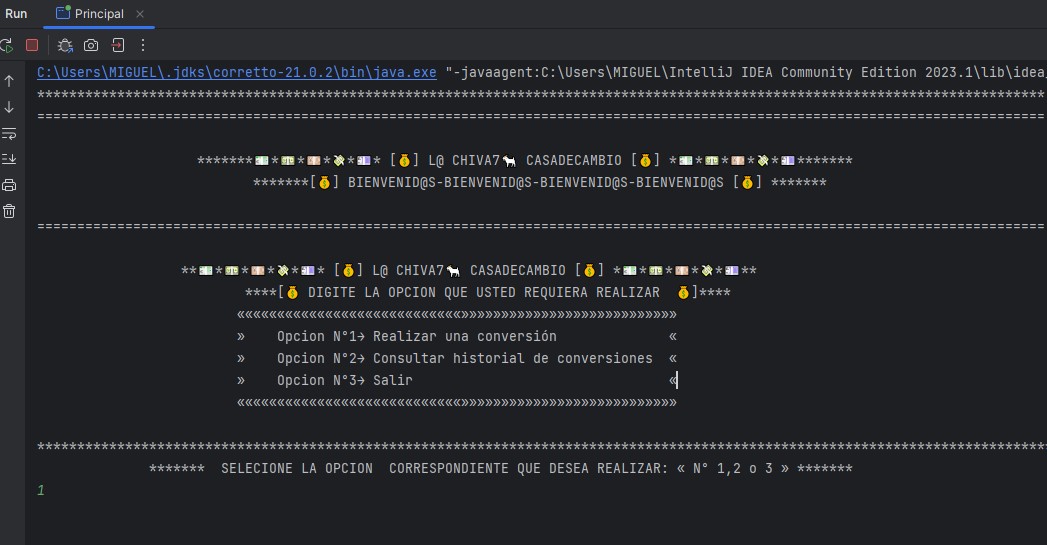 Run Principal ×
C:\Users\MIGUEL\.jdks\corretto-21.0.2\bin\java.exe "-javaagent:C:\Users\MIGUEL\IntelliJ IDEA Community Edition 2023.1\lib\idea_
******************************************************************************************************************************
==============================================================================================================================
*******💵*💷*💴*💸*💶* [💰] L@ CHIVA7🐐 CASADECAMBIO [💰] *💵*💷*💴*💸*💶*******
*******[💰] BIENVENID@S-BIENVENID@S-BIENVENID@S-BIENVENID@S [💰] *******
==============================================================================================================================
**💵*💷*💴*💸*💶* [💰] L@ CHIVA7🐐 CASADECAMBIO [💰] *💵*💷*💴*💸*💶**
****[💰 DIGITE LA OPCION QUE USTED REQUIERA REALIZAR  💰]****
««««««««««««««««««««««««««««»»»»»»»»»»»»»»»»»»»»»»»»»»»
»    Opcion N°1→ Realizar una conversión              «
»    Opcion N°2→ Consultar historial de conversiones  «
»    Opcion N°3→ Salir                                «
««««««««««««««««««««««««««««»»»»»»»»»»»»»»»»»»»»»»»»»»»
******************************************************************************************************************************
*******  SELECIONE LA OPCION  CORRESPONDIENTE QUE DESEA REALIZAR: « N° 1,2 o 3 » *******
1